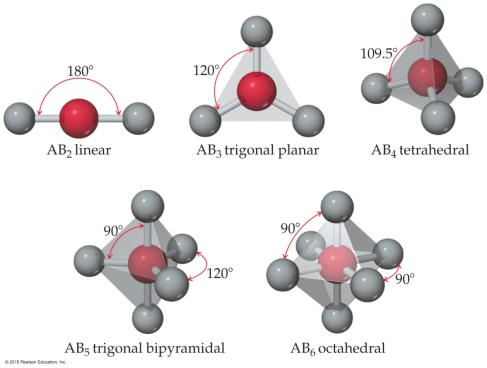 180°
AB₂ linear
120°
AB₃ trigonal planar
109.5°
AB₄ tetrahedral
90°
120°
AB₅ trigonal bipyramidal
90°
90°
AB₆ octahedral
© 2015 Pearson Education, Inc.